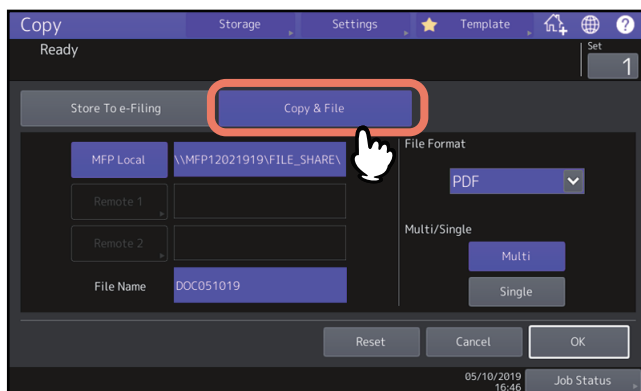 Copy
Storage
Settings
Template
?
Ready
Set
1
Store To e-Filing
Copy & File
MFP Local
\\MFP12021919\FILE_SHARE\
Remote 1
Remote 2
File Name
DOC051019
File Format
PDF
Multi/Single
Multi
Single
Reset
Cancel
OK
05/10/2019
16:46
Job Status